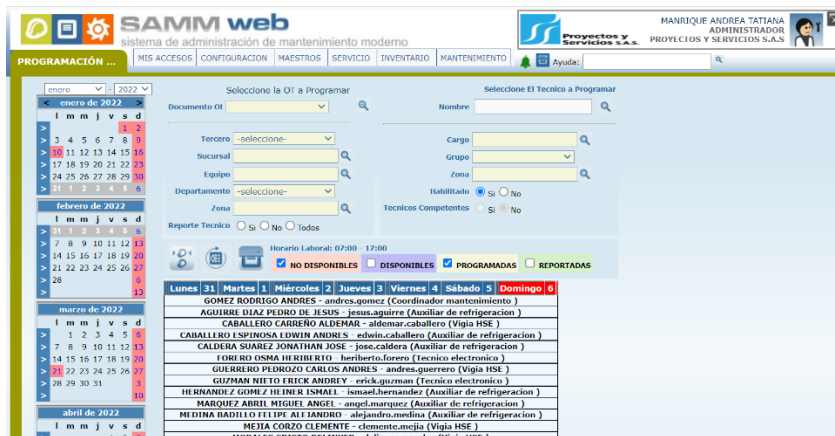 SAMM web
sistema de administración de mantenimiento moderno
Proyectos y
Servicios S.A.S.
MANRIQUE ANDREA TATIANA
ADMINISTRADOR
PROYECTOS Y SERVICIOS S.A.S
PROGRAMACIÓN ...
MIS ACCESOS CONFIGURACION MAESTROS SERVICIO INVENTARIO MANTENIMIENTO
Ayuda:
enero - 2022
< enero de 2022 >
l m m j v s d
> 1 2
> 3 4 5 6 7 8 9
> 10 11 12 13 14 15 16
> 17 18 19 20 21 22 23
> 24 25 26 27 28 29 30
> 31 1 2 3 4 5 6
febrero de 2022
l m m j v s d
> 31 1 2 3 4 5 6
> 7 8 9 10 11 12 13
> 14 15 16 17 18 19 20
> 21 22 23 24 25 26 27
> 28 6
> 13
marzo de 2022
l m m j v s d
> 1 2 3 4 5 6
> 7 8 9 10 11 12 13
> 14 15 16 17 18 19 20
> 21 22 23 24 25 26 27
> 28 29 30 31 3
> 10
abril de 2022
l m m j v s d
Seleccione la OT a Programar
Documento Ot
Tercero -seleccione-
Sucursal
Equipo
Departamento -seleccione-
Zona
Reporte Tecnico Si No Todos
Seleccione El Tecnico a Programar
Nombre
Cargo
Grupo
Zona
Habilitado Si No
Tecnicos Competentes Si No
Horario Laboral: 07:00 - 17:00
NO DISPONIBLES DISPONIBLES PROGRAMADAS REPORTADAS
Lunes 31 Martes 1 Miércoles 2 Jueves 3 Viernes 4 Sábado 5 Domingo 6
GOMEZ RODRIGO ANDRES - andres.gomez (Coordinador mantenimiento )
AGUIRRE DIAZ PEDRO DE JESUS - jesus.aguirre (Auxiliar de refrigeracion )
CABALLERO CARREÑO ALDEMAR - aldemar.caballero (Vigia HSE )
CABALLERO ESPINOSA EDWIN ANDRES - edwin.caballero (Auxiliar de refrigeracion )
CALDERA SUAREZ JONATHAN JOSE - jose.caldera (Auxiliar de refrigeracion )
FORERO OSMA HERIBERTO - heriberto.forero (Tecnico electronico )
GUERRERO PEDROZO CARLOS ANDRES - andres.guerrero (Vigia HSE )
GUZMAN NIETO ERICK ANDREY - erick.guzman (Tecnico electronico )
HERNANDEZ GOMEZ HEINER ISMAEL - ismael.hernandez (Auxiliar de refrigeracion )
MARQUEZ ABRIL MIGUEL ANGEL - angel.marquez (Auxiliar de refrigeracion )
MEDINA BADILLO FELIPE ALEJANDRO - alejandro.medina (Auxiliar de refrigeracion )
MEJIA CORZO CLEMENTE - clemente.mejia (Vigia HSE )